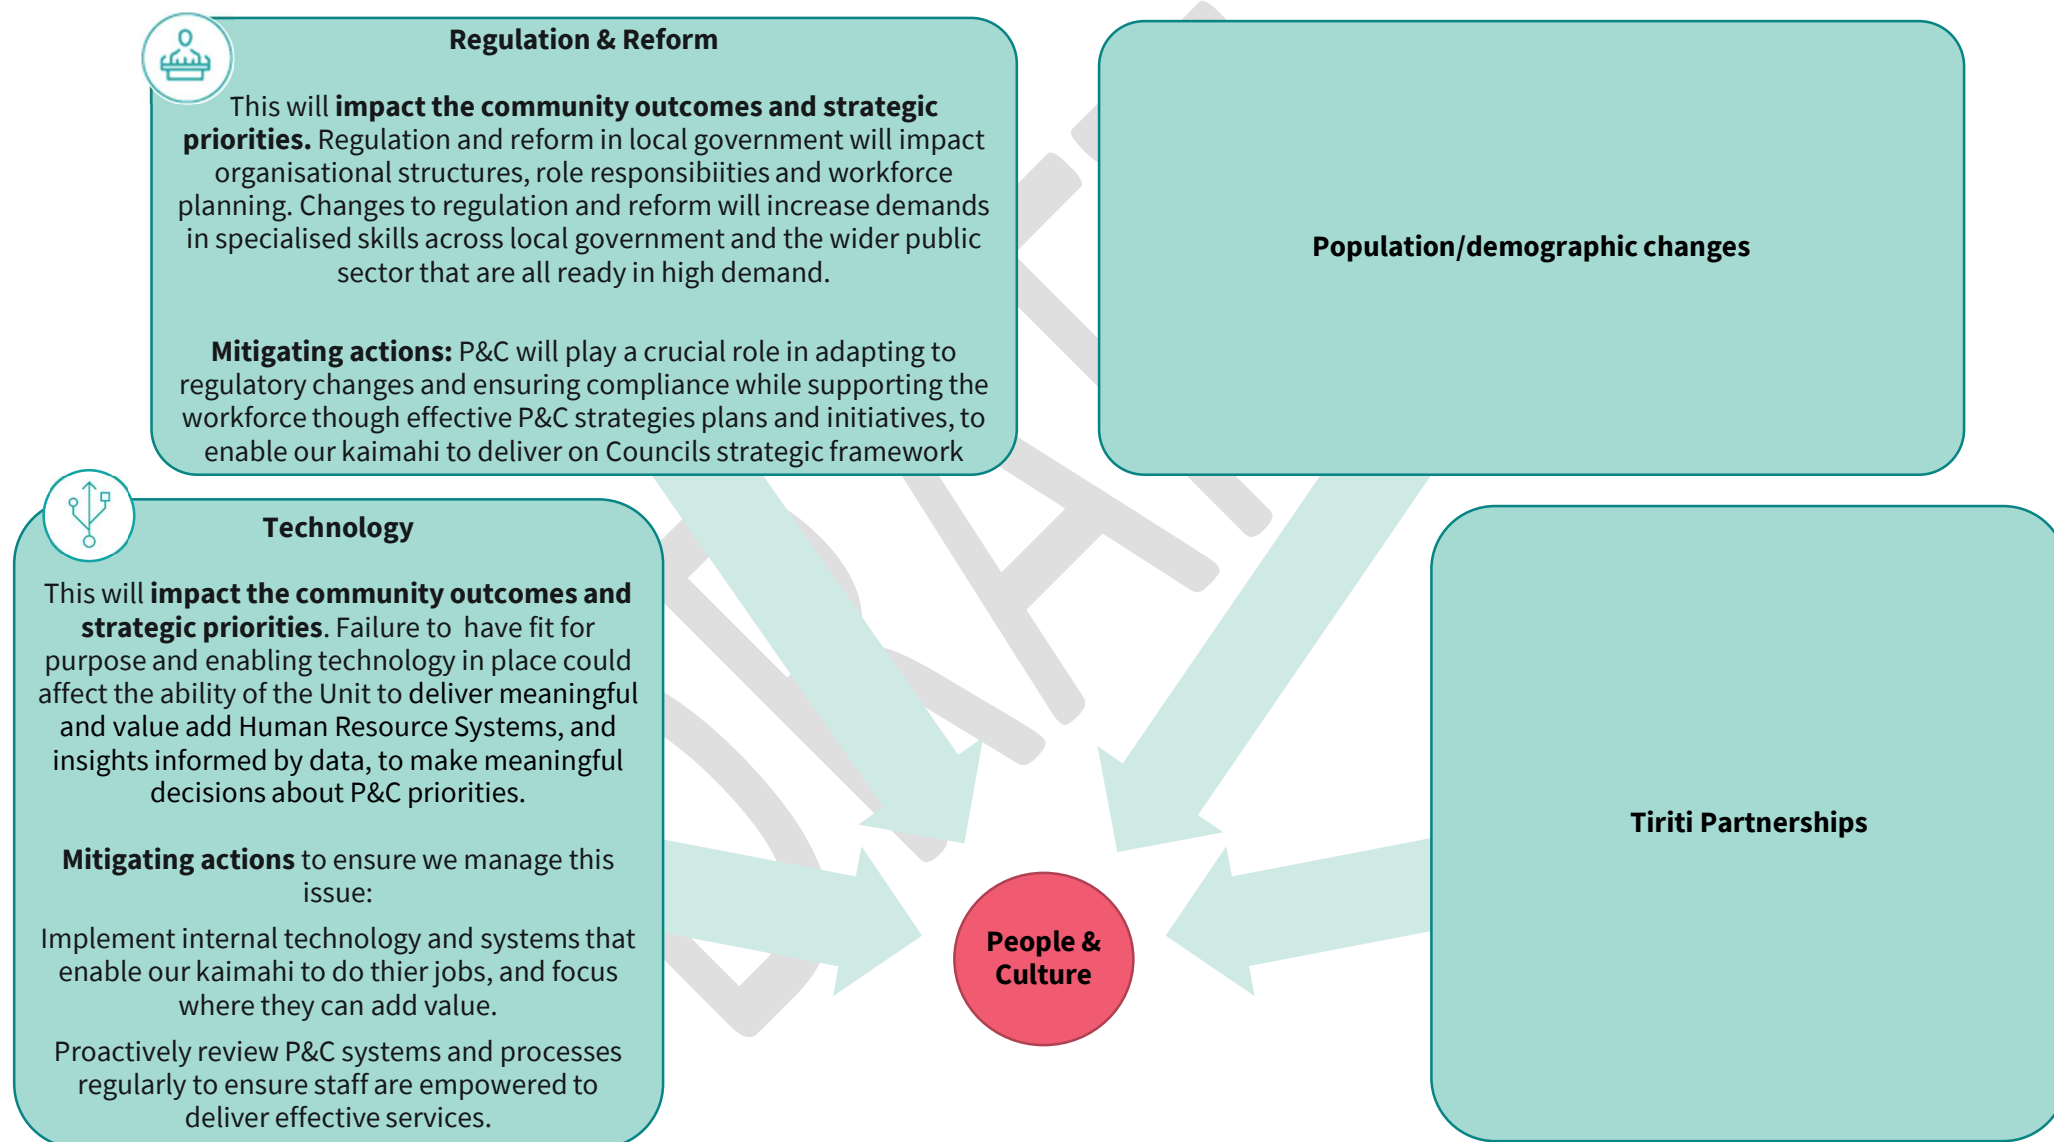 Regulation & Reform
This will impact the community outcomes and strategic
priorities. Regulation and reform in local government will impact
organisational structures, role responsibiities and workforce
planning. Changes to regulation and reform will increase demands
in specialised skills across local government and the wider public
sector that are all ready in high demand.
Mitigating actions: P&C will play a crucial role in adapting to
regulatory changes and ensuring compliance while supporting the
workforce though effective P&C strategies plans and initiatives, to
enable our kaimahi to deliver on Councils strategic framework
Population/demographic changes
Technology
This will impact the community outcomes and
strategic priorities. Failure to have fit for
purpose and enabling technology in place could
affect the ability of the Unit to deliver meaningful
and value add Human Resource Systems, and
insights informed by data, to make meaningful
decisions about P&C priorities.
Mitigating actions to ensure we manage this
issue:
Implement internal technology and systems that
enable our kaimahi to do thier jobs, and focus
where they can add value.
Proactively review P&C systems and processes
regularly to ensure staff are empowered to
deliver effective services.
Tiriti Partnerships
People &
Culture
DRAFT